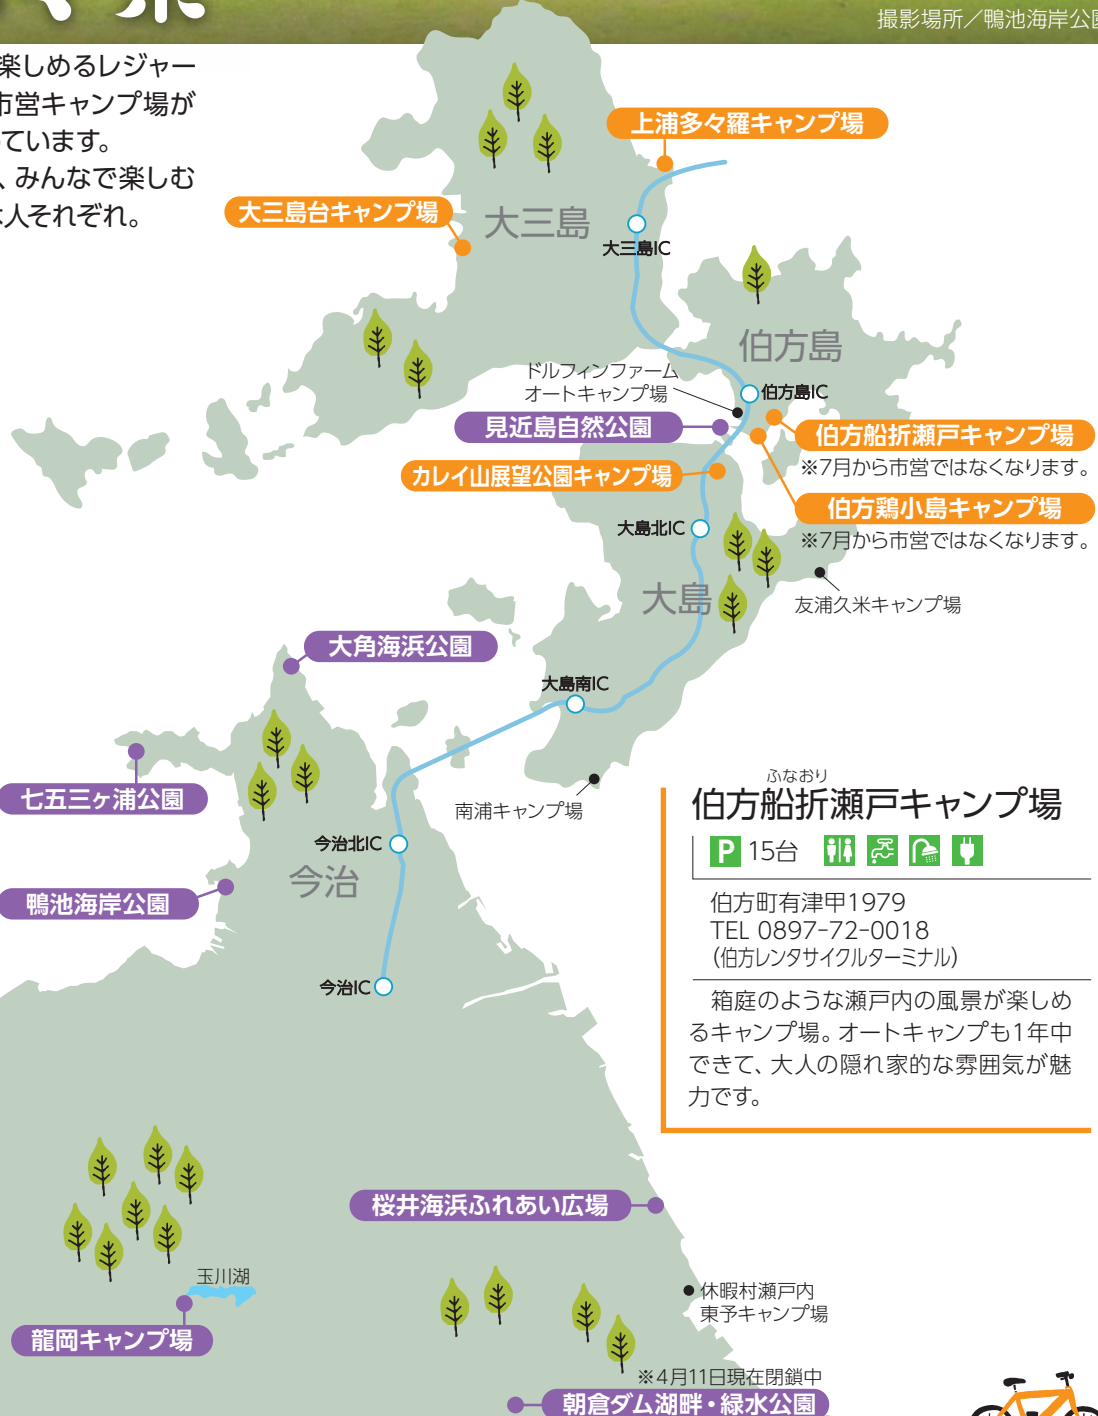 撮影場所／鴨池海岸公園
楽しめるレジャー
市営キャンプ場が
ています。
、みんなで楽しむ
人それぞれ。
上浦多々羅キャンプ場
大三島台キャンプ場
大三島
大三島IC
伯方島
ドルフィンファーム
オートキャンプ場
伯方島IC
見近島自然公園
伯方船折瀬戸キャンプ場
※7月から市営ではなくなります。
カレイ山展望公園キャンプ場
伯方鶏小島キャンプ場
※7月から市営ではなくなります。
大島北IC
大島
友浦久米キャンプ場
大角海浜公園
大島南IC
七五三ヶ浦公園
南浦キャンプ場
今治北IC
今治
鴨池海岸公園
今治IC
ふなおり
伯方船折瀬戸キャンプ場
P 15台
伯方町有津甲1979
TEL 0897-72-0018
(伯方レンタサイクルターミナル)
箱庭のような瀬戸内の風景が楽しめ
るキャンプ場。オートキャンプも1年中
できて、大人の隠れ家的な雰囲気が魅
力です。
桜井海浜ふれあい広場
玉川湖
休暇村瀬戸内
東予キャンプ場
龍岡キャンプ場
※4月11日現在閉鎖中
朝倉ダム湖畔・緑水公園